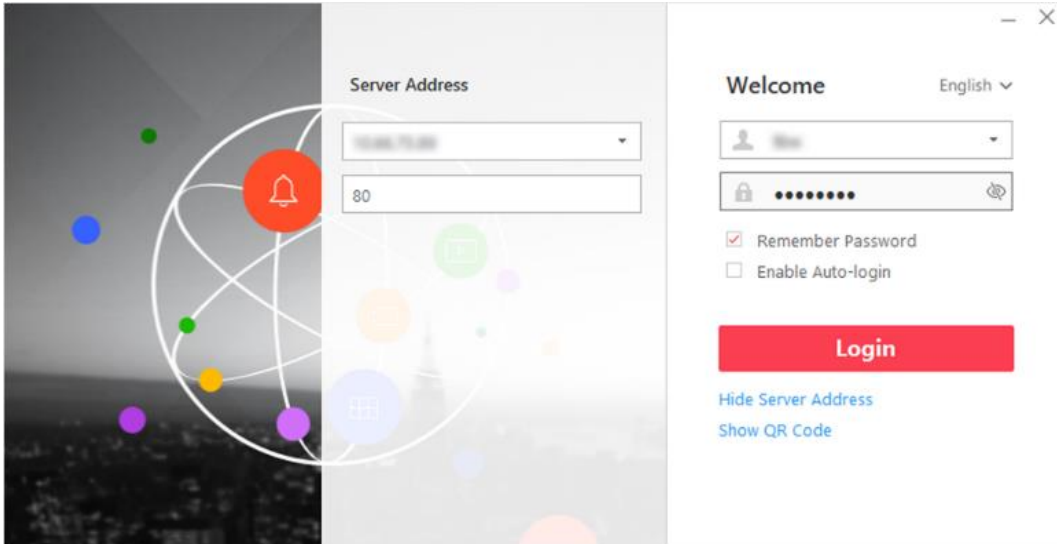 Server Address
80
Welcome
English
••••••••
Remember Password
Enable Auto-login
Login
Hide Server Address
Show QR Code